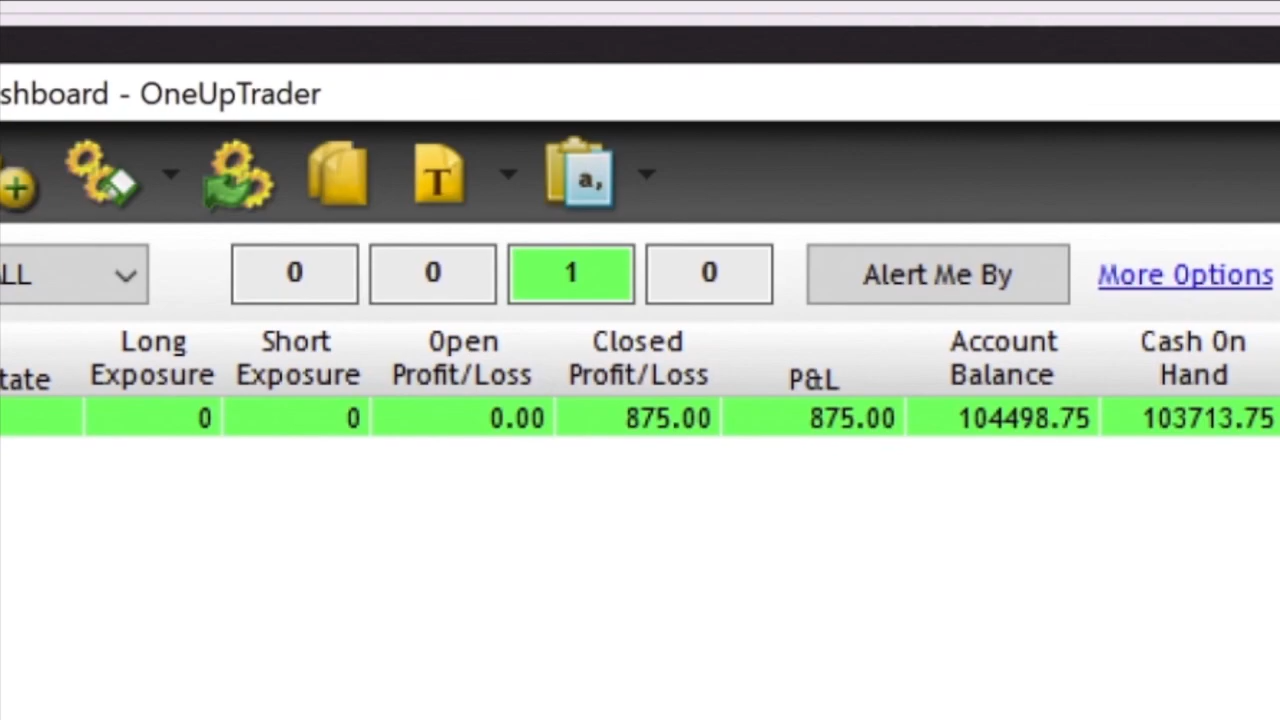 shboard - OneUpTrader
T a,
LL 0 0 1 0 Alert Me By More Options
tate Long Exposure Short Exposure Open Profit/Loss Closed Profit/Loss P&L Account Balance Cash On Hand
0 0 0.00 875.00 875.00 104498.75 103713.75